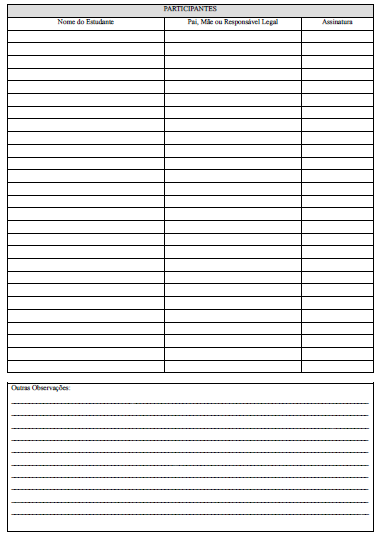 PARTICIPANTES
Nome do Estudante Pai, Mãe ou Responsável Legal Assinatura
Outras Observações: